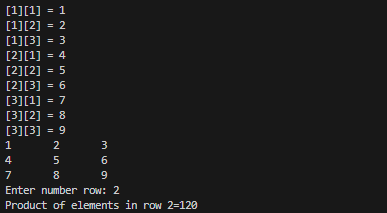 [1][1] = 1
[1][2] = 2
[1][3] = 3
[2][1] = 4
[2][2] = 5
[2][3] = 6
[3][1] = 7
[3][2] = 8
[3][3] = 9
1 2 3
4 5 6
7 8 9
Enter number row: 2
Product of elements in row 2=120